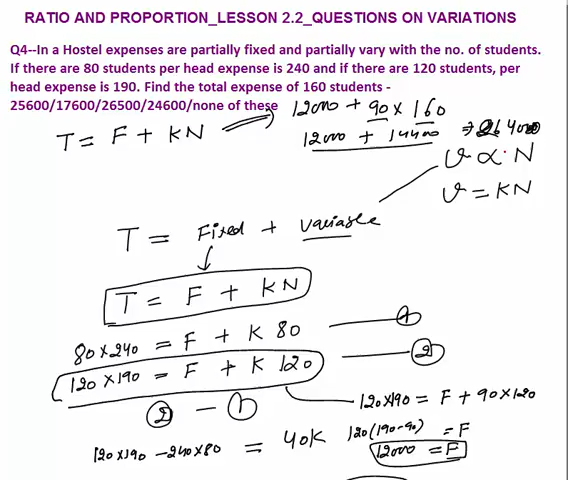 RATIO AND PROPORTION_LESSON 2.2_QUESTIONS ON VARIATIONS
Q4--In a Hostel expenses are partially fixed and partially vary with the no. of students.
If there are 80 students per head expense is 240 and if there are 120 students, per
head expense is 190. Find the total expense of 160 students -
25600/17600/26500/24600/none of these
12000 + 90 x 160
T = F + KN
12000 + 14400 => 26400
V ∝ N
V = KN
T = Fixed + Variable
T = F + KN
80 x 240 = F + K 80 ① 
120 x 190 = F + K 120 ②
② - ①
120 x 190 = F + 90 x 120
120 x 190 - 240 x 80 = 40K
120 (190-90) = F
12000 = F